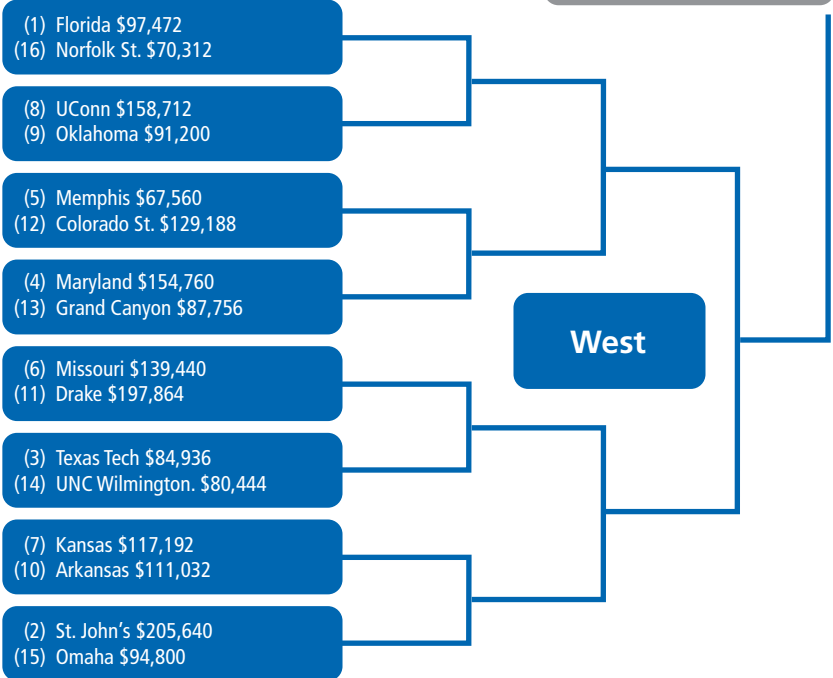 (1) Florida $97,472
(16) Norfolk St. $70,312
(8) UConn $158,712
(9) Oklahoma $91,200
(5) Memphis $67,560
(12) Colorado St. $129,188
(4) Maryland $154,760
(13) Grand Canyon $87,756
West
(6) Missouri $139,440
(11) Drake $197,864
(3) Texas Tech $84,936
(14) UNC Wilmington. $80,444
(7) Kansas $117,192
(10) Arkansas $111,032
(2) St. John’s $205,640
(15) Omaha $94,800